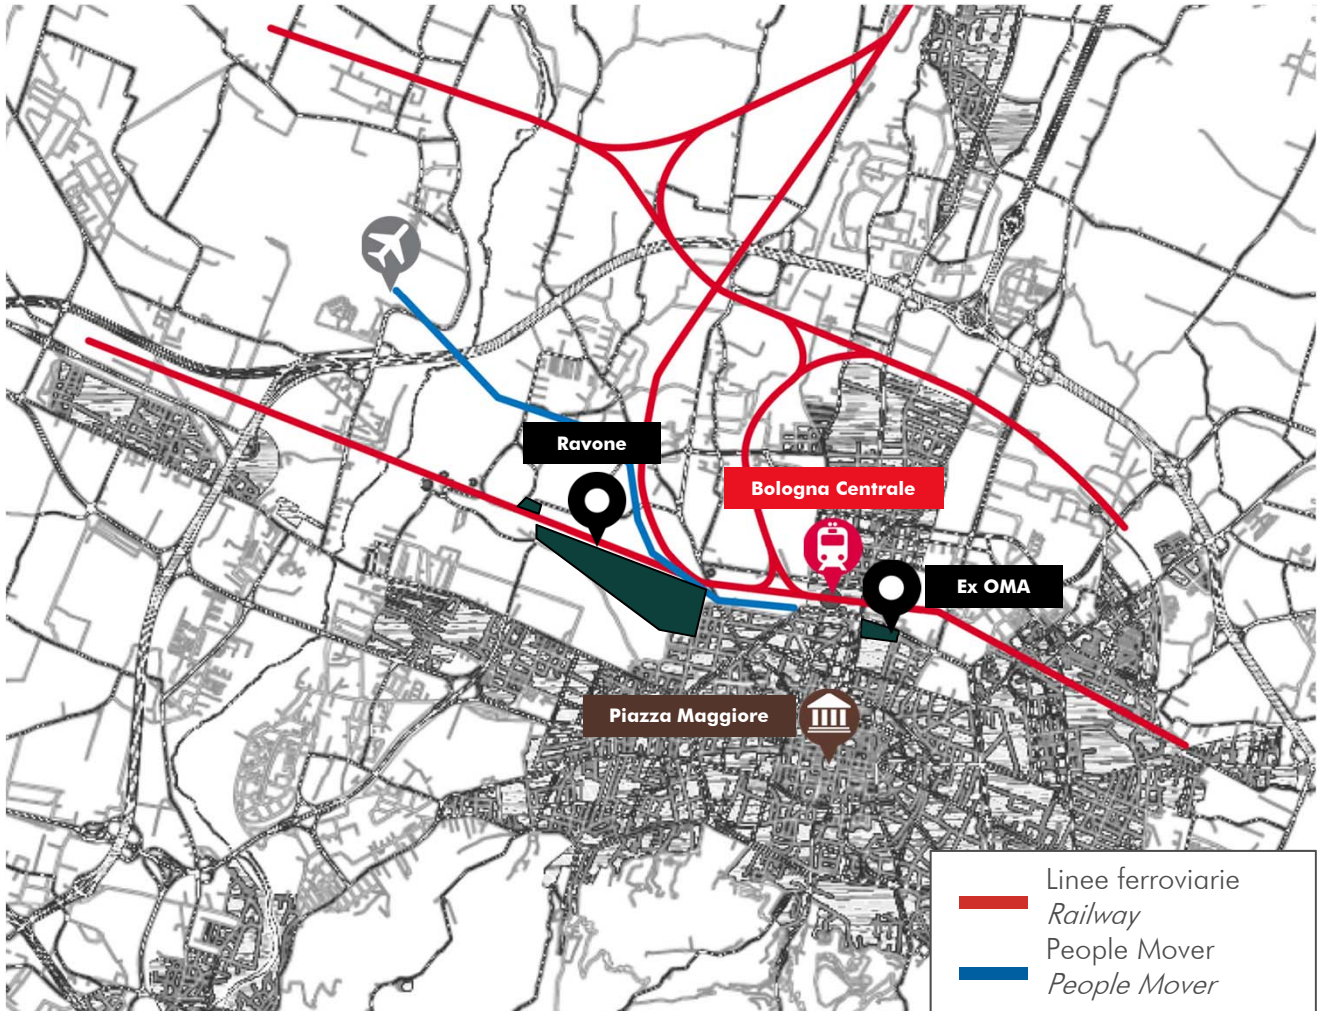 Ravone
Bologna Centrale
Ex OMA
Piazza Maggiore
Linee ferroviarie
Railway
People Mover
People Mover